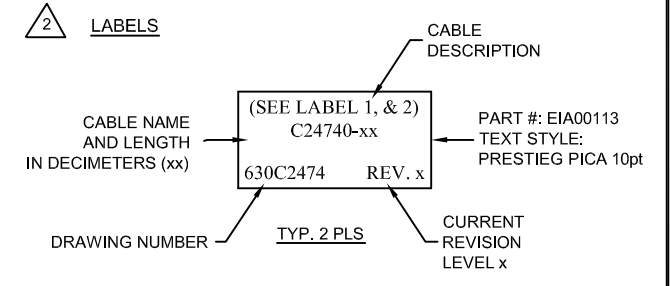 2 LABELS
CABLE
DESCRIPTION
(SEE LABEL 1, & 2)
C24740-xx
630C2474 REV. x
CABLE NAME
AND LENGTH
IN DECIMETERS (xx)
PART #: EIA00113
TEXT STYLE:
PRESTIEG PICA 10pt
DRAWING NUMBER
TYP. 2 PLS
CURRENT
REVISION
LEVEL x